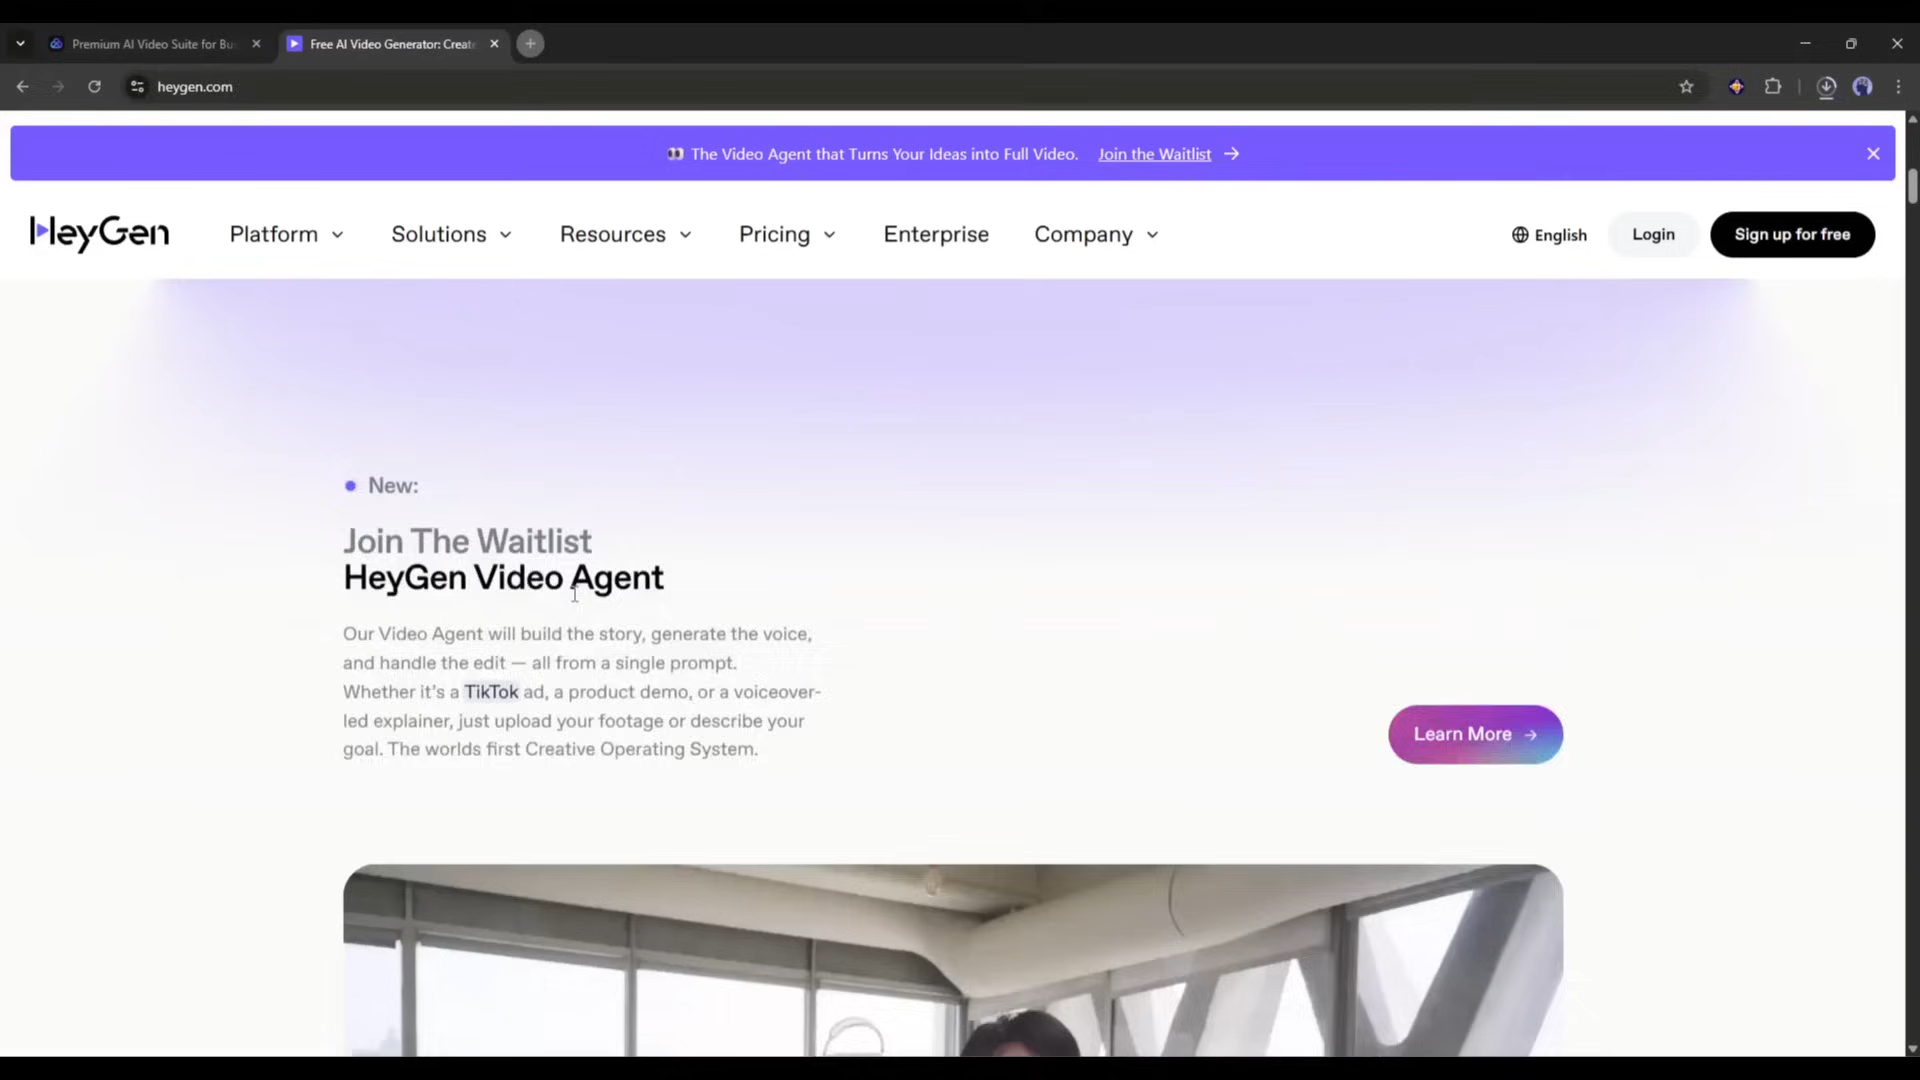 Premium AI Video Suite for Bu
Free AI Video Generator: Creat
heygen.com
👀 The Video Agent that Turns Your Ideas into Full Video. Join the Waitlist →
HeyGen
Platform
Solutions
Resources
Pricing
Enterprise
Company
English
Login
Sign up for free
New:
Join The Waitlist
HeyGen Video Agent
Our Video Agent will build the story, generate the voice,
and handle the edit — all from a single prompt.
Whether it's a TikTok ad, a product demo, or a voiceover-
led explainer, just upload your footage or describe your
goal. The worlds first Creative Operating System.
Learn More →